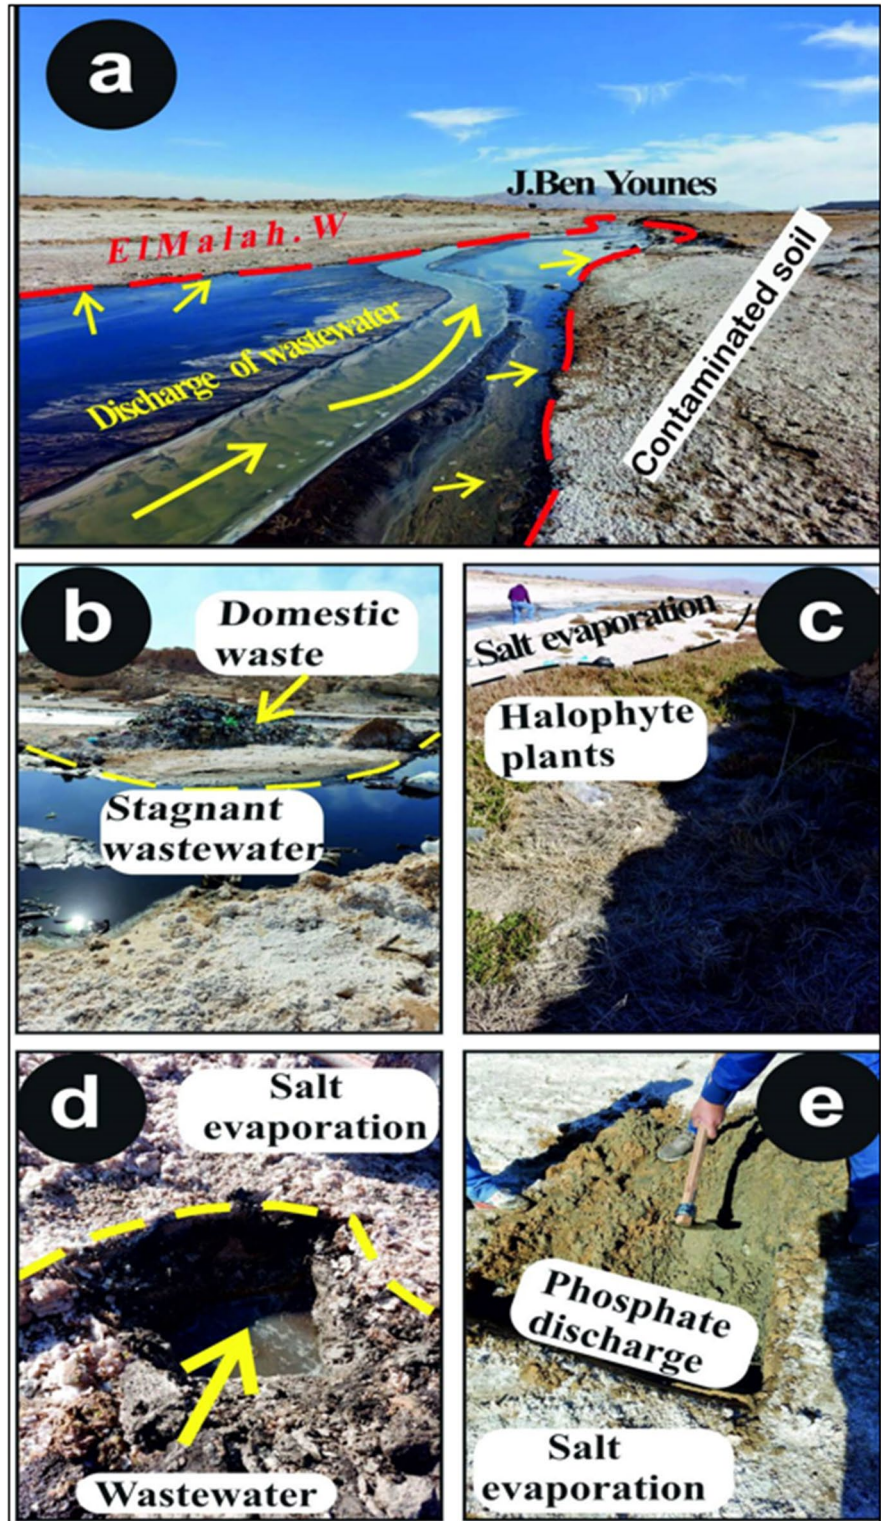 a
J.Ben Younes
ElMalah.W
Discharge of wastewater
Contaminated soil
b
Domestic
waste
Stagnant
wastewater
c
Salt evaporation
Halophyte
plants
d
Salt
evaporation
Wastewater
e
Phosphate
discharge
Salt
evaporation